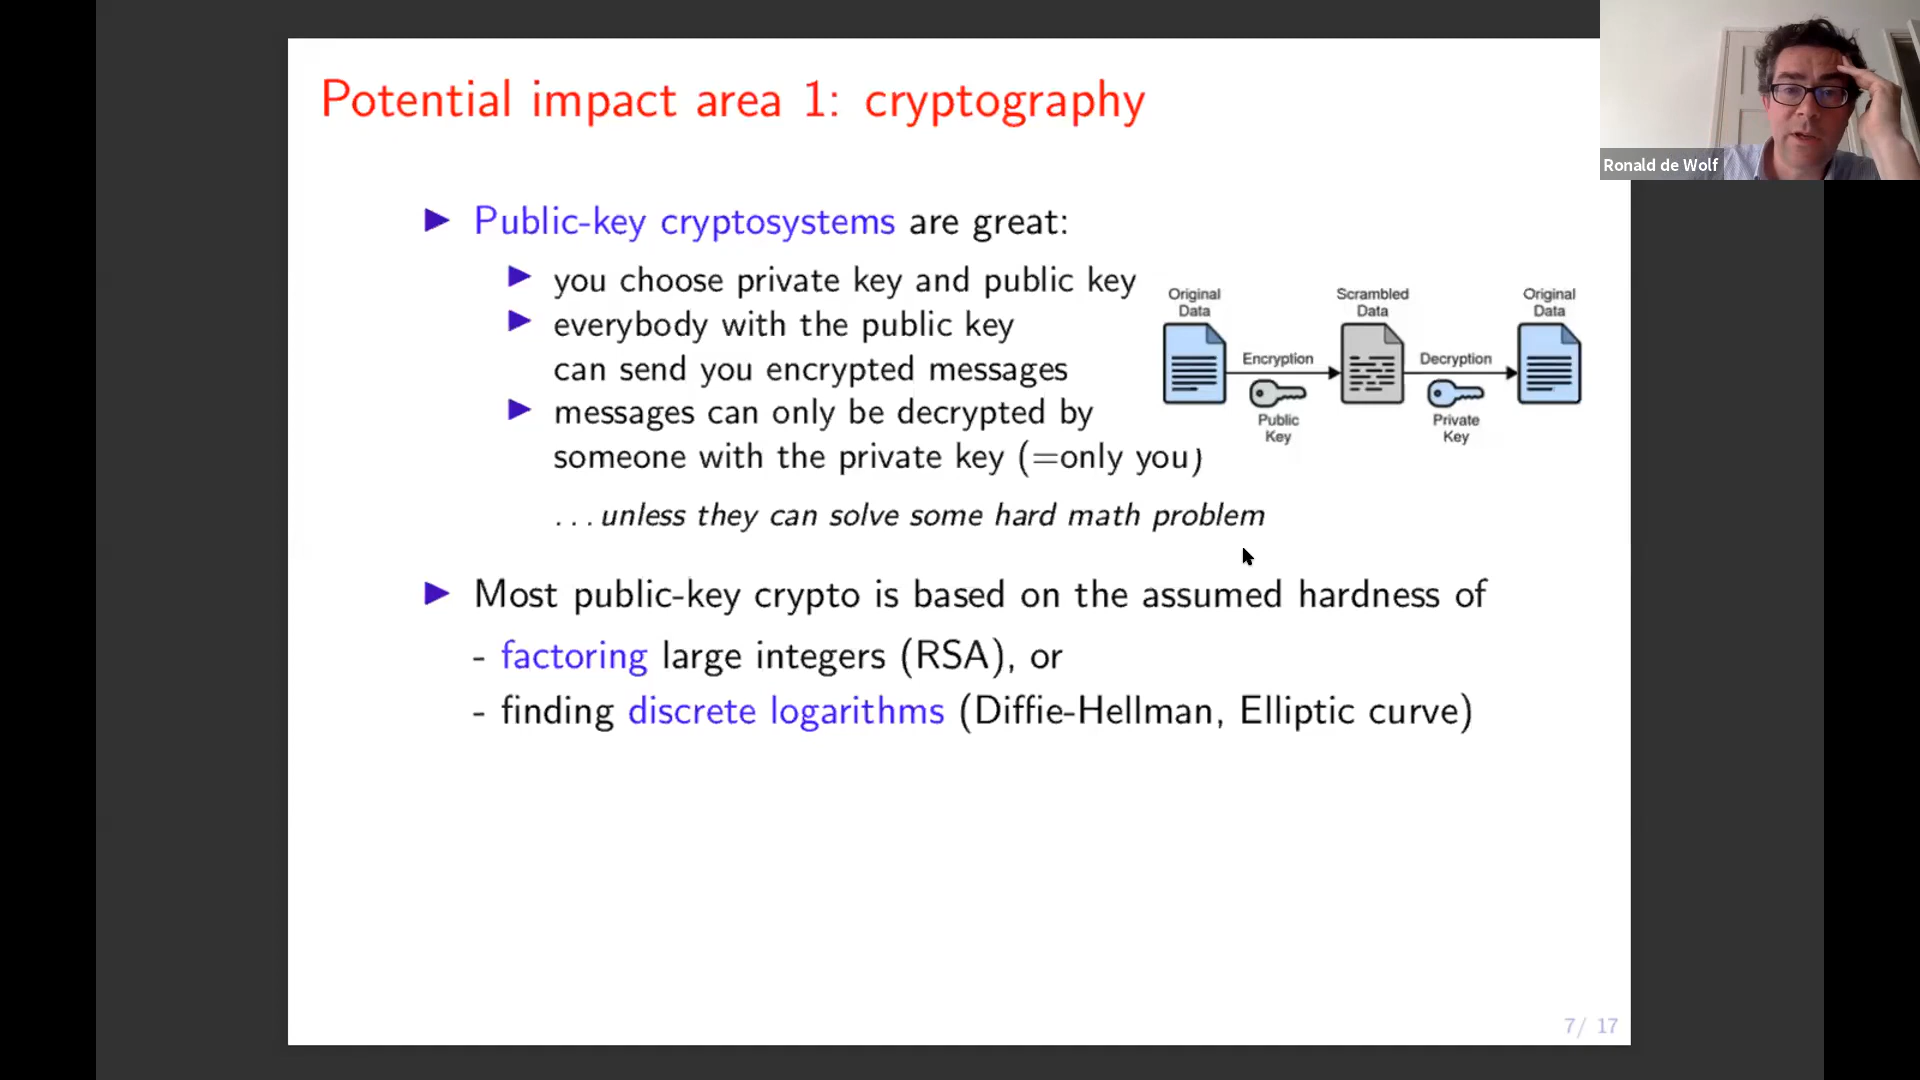 Potential impact area 1: cryptography
Ronald de Wolf
Public-key cryptosystems are great:
you choose private key and public key
everybody with the public key
can send you encrypted messages
messages can only be decrypted by
someone with the private key (=only you)
...unless they can solve some hard math problem
Original
Data
Encryption
Public
Key
Scrambled
Data
Decryption
Private
Key
Original
Data
Most public-key crypto is based on the assumed hardness of
- factoring large integers (RSA), or
- finding discrete logarithms (Diffie-Hellman, Elliptic curve)
7/ 17